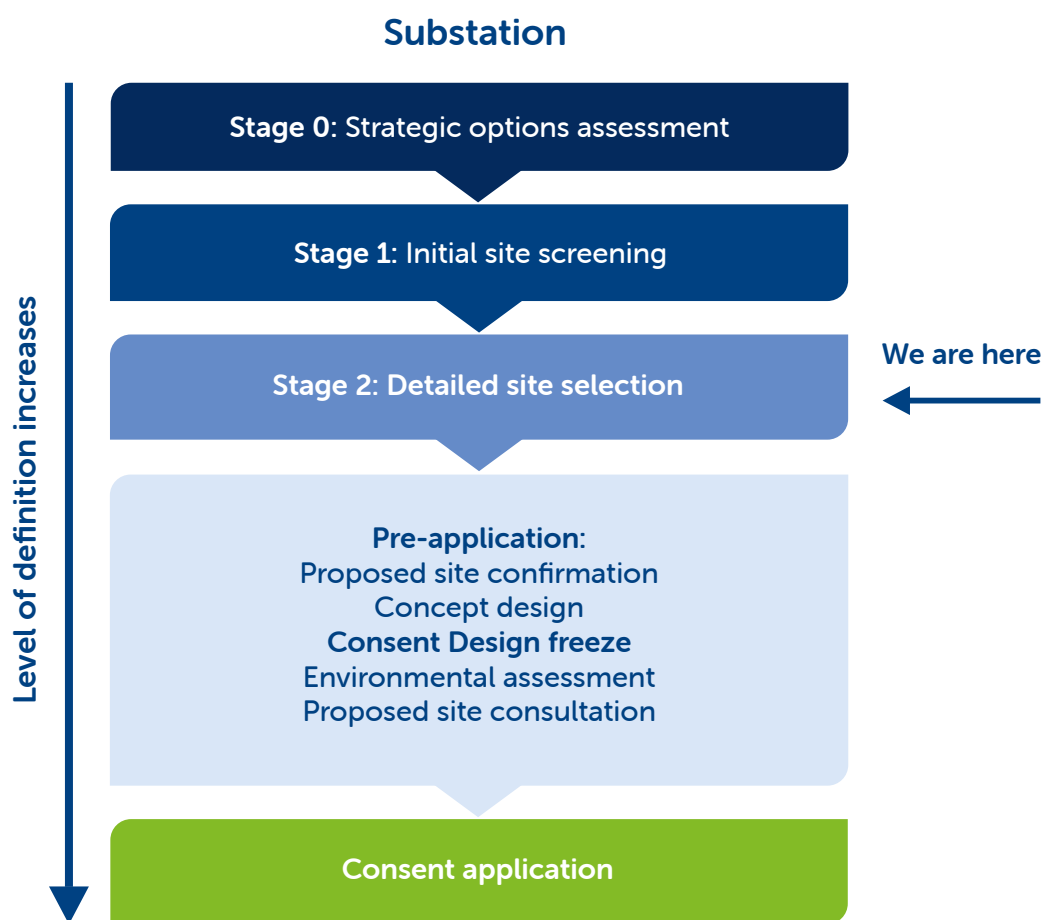 Substation
Stage 0: Strategic options assessment
Stage 1: Initial site screening
We are here
Stage 2: Detailed site selection
Level of definition increases
Pre-application:
Proposed site confirmation
Concept design
Consent Design freeze
Environmental assessment
Proposed site consultation
Consent application